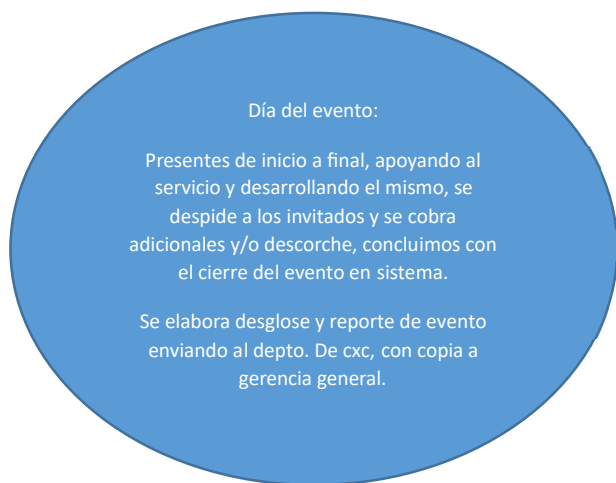 Día del evento:
Presentes de inicio a final, apoyando al
servicio y desarrollando el mismo, se
despide a los invitados y se cobra
adicionales y/o descorche, concluimos con
el cierre del evento en sistema.
Se elabora desglose y reporte de evento
enviando al depto. De cxc, con copia a
gerencia general.